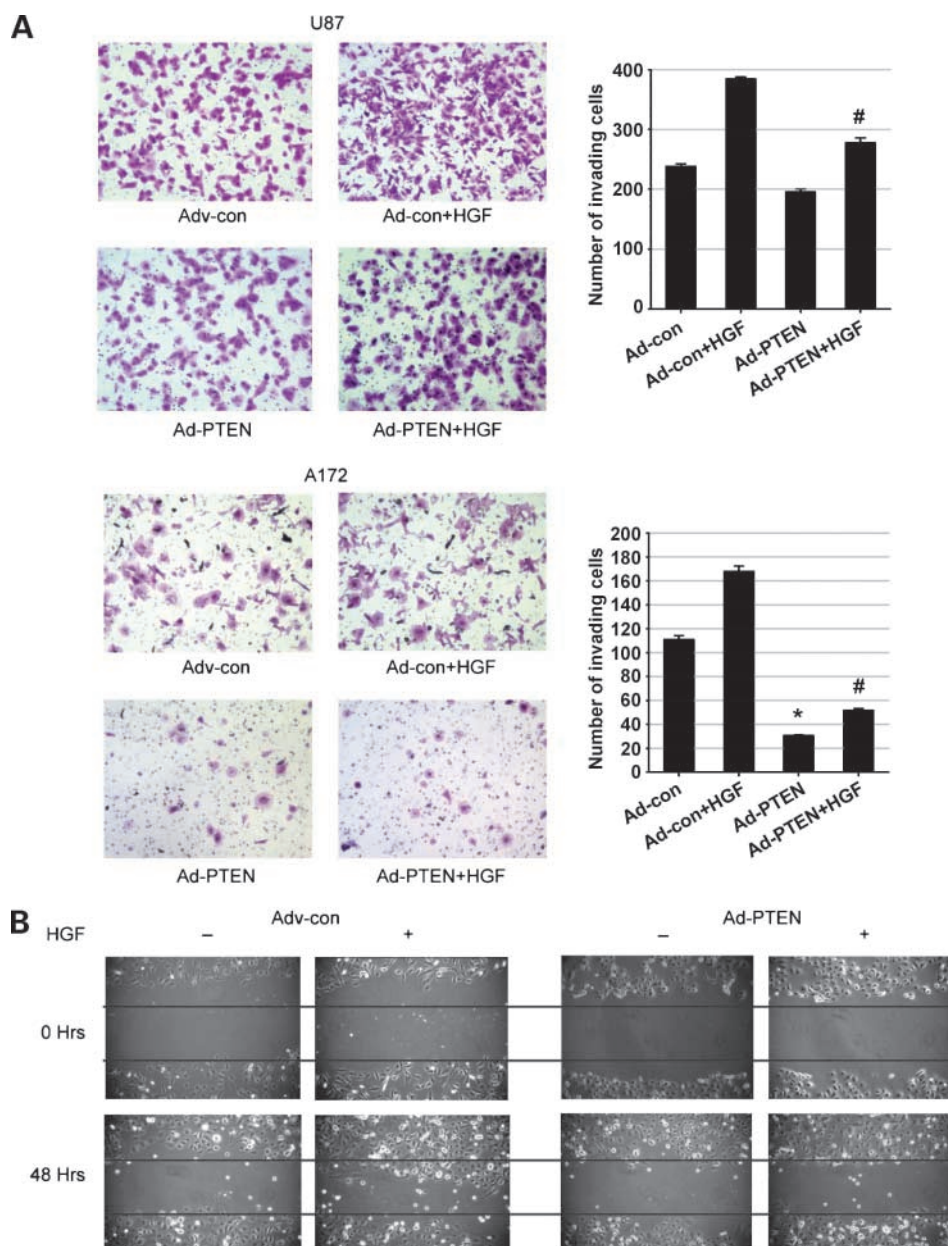 A
U87
Adv-con
Ad-con+HGF
Ad-PTEN
Ad-PTEN+HGF
Number of invading cells
400
300
200
100
0
#
Ad-con
Ad-con+HGF
Ad-PTEN
Ad-PTEN+HGF
A172
Adv-con
Ad-con+HGF
Ad-PTEN
Ad-PTEN+HGF
Number of invading cells
200
180
160
140
120
100
80
60
40
20
0
*
#
Ad-con
Ad-con+HGF
Ad-PTEN
Ad-PTEN+HGF
B
Adv-con
Ad-PTEN
HGF – + – +
0 Hrs
48 Hrs